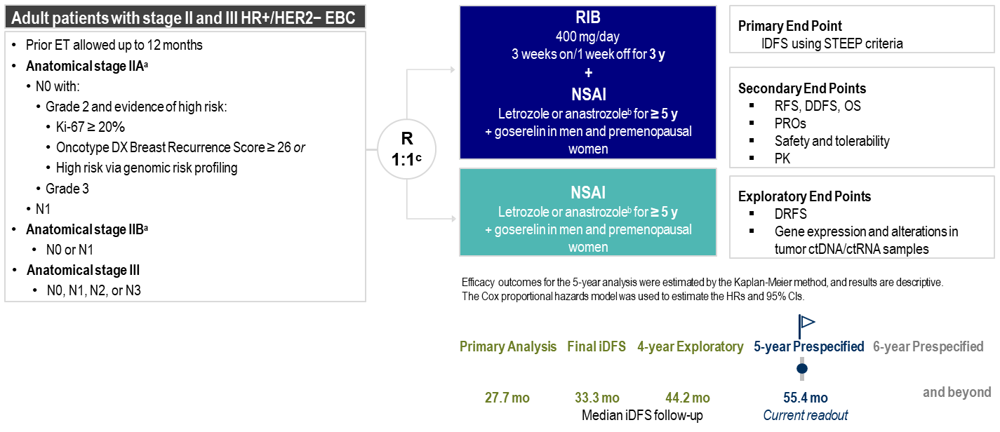 Adult patients with stage II and III HR+/HER2− EBC
• Prior ET allowed up to 12 months
• Anatomical stage IIAᵃ
• N0 with:
• Grade 2 and evidence of high risk:
• Ki-67 ≥ 20%
• Oncotype DX Breast Recurrence Score ≥ 26 or
• High risk via genomic risk profiling
• Grade 3
• N1
• Anatomical stage IIBᵃ
• N0 or N1
• Anatomical stage III
• N0, N1, N2, or N3
R
1:1ᶜ
RIB
400 mg/day
3 weeks on/1 week off for 3 y
+
NSAI
Letrozole or anastrozoleᵇ for ≥ 5 y
+ goserelin in men and premenopausal
women
NSAI
Letrozole or anastrozoleᵇ for ≥ 5 y
+ goserelin in men and premenopausal
women
Primary End Point
IDFS using STEEP criteria
Secondary End Points
▪ RFS, DDFS, OS
▪ PROs
▪ Safety and tolerability
▪ PK
Exploratory End Points
▪ DRFS
▪ Gene expression and alterations in
tumor ctDNA/ctRNA samples
Efficacy outcomes for the 5-year analysis were estimated by the Kaplan-Meier method, and results are descriptive.
The Cox proportional hazards model was used to estimate the HRs and 95% CIs.
Primary Analysis Final iDFS 4-year Exploratory 5-year Prespecified 6-year Prespecified
and beyond
27.7 mo 33.3 mo 44.2 mo 55.4 mo
Median iDFS follow-up Current readout